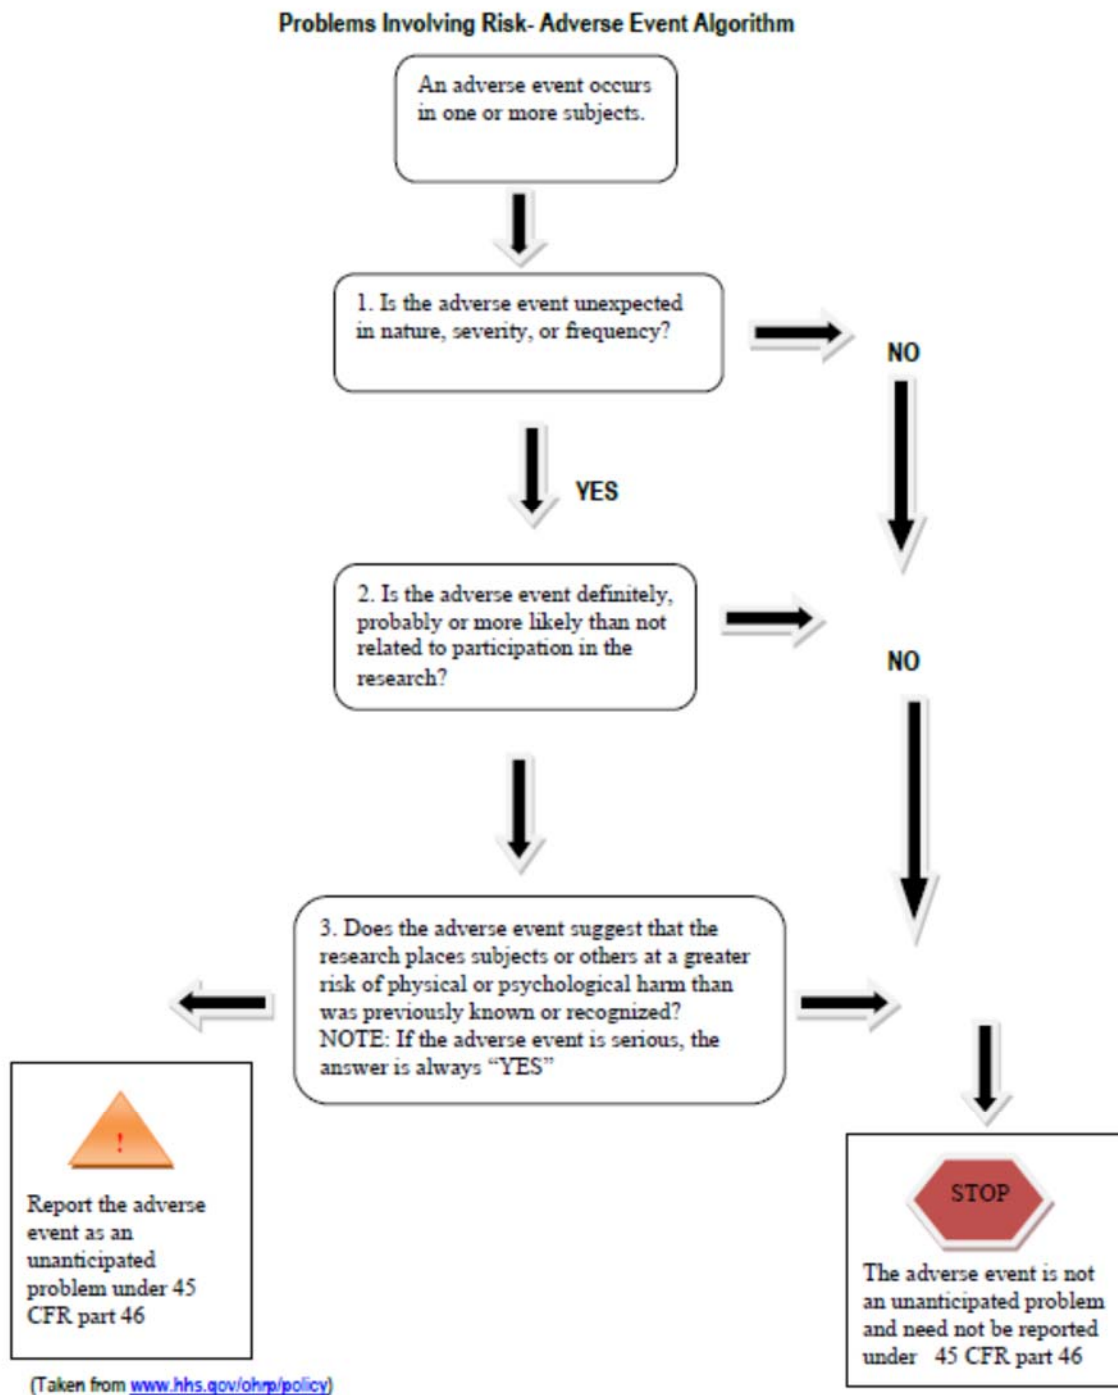 Problems Involving Risk- Adverse Event Algorithm
An adverse event occurs
in one or more subjects.
1. Is the adverse event unexpected
in nature, severity, or frequency?
NO
YES
2. Is the adverse event definitely,
probably or more likely than not
related to participation in the
research?
NO
3. Does the adverse event suggest that the
research places subjects or others at a greater
risk of physical or psychological harm than
was previously known or recognized?
NOTE: If the adverse event is serious, the
answer is always “YES”
!
Report the adverse
event as an
unanticipated
problem under 45
CFR part 46
STOP
The adverse event is not
an unanticipated problem
and need not be reported
under 45 CFR part 46
(Taken from www.hhs.gov/ohrp/policy)